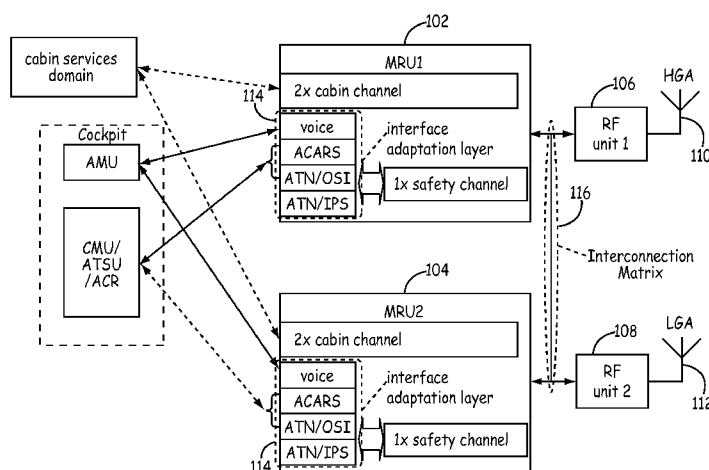 102
MRU1
cabin services
domain
2x cabin channel
114
voice
ACARS
ATN/OSI
ATN/IPS
interface
adaptation layer
1x safety channel
106
RF
unit 1
HGA
110
Cockpit
AMU
CMU/
ATSU
/ACR
116
Interconnection
Matrix
104
MRU2
2x cabin channel
voice
ACARS
ATN/OSI
ATN/IPS
114
interface
adaptation layer
1x safety channel
108
RF
unit 2
LGA
112